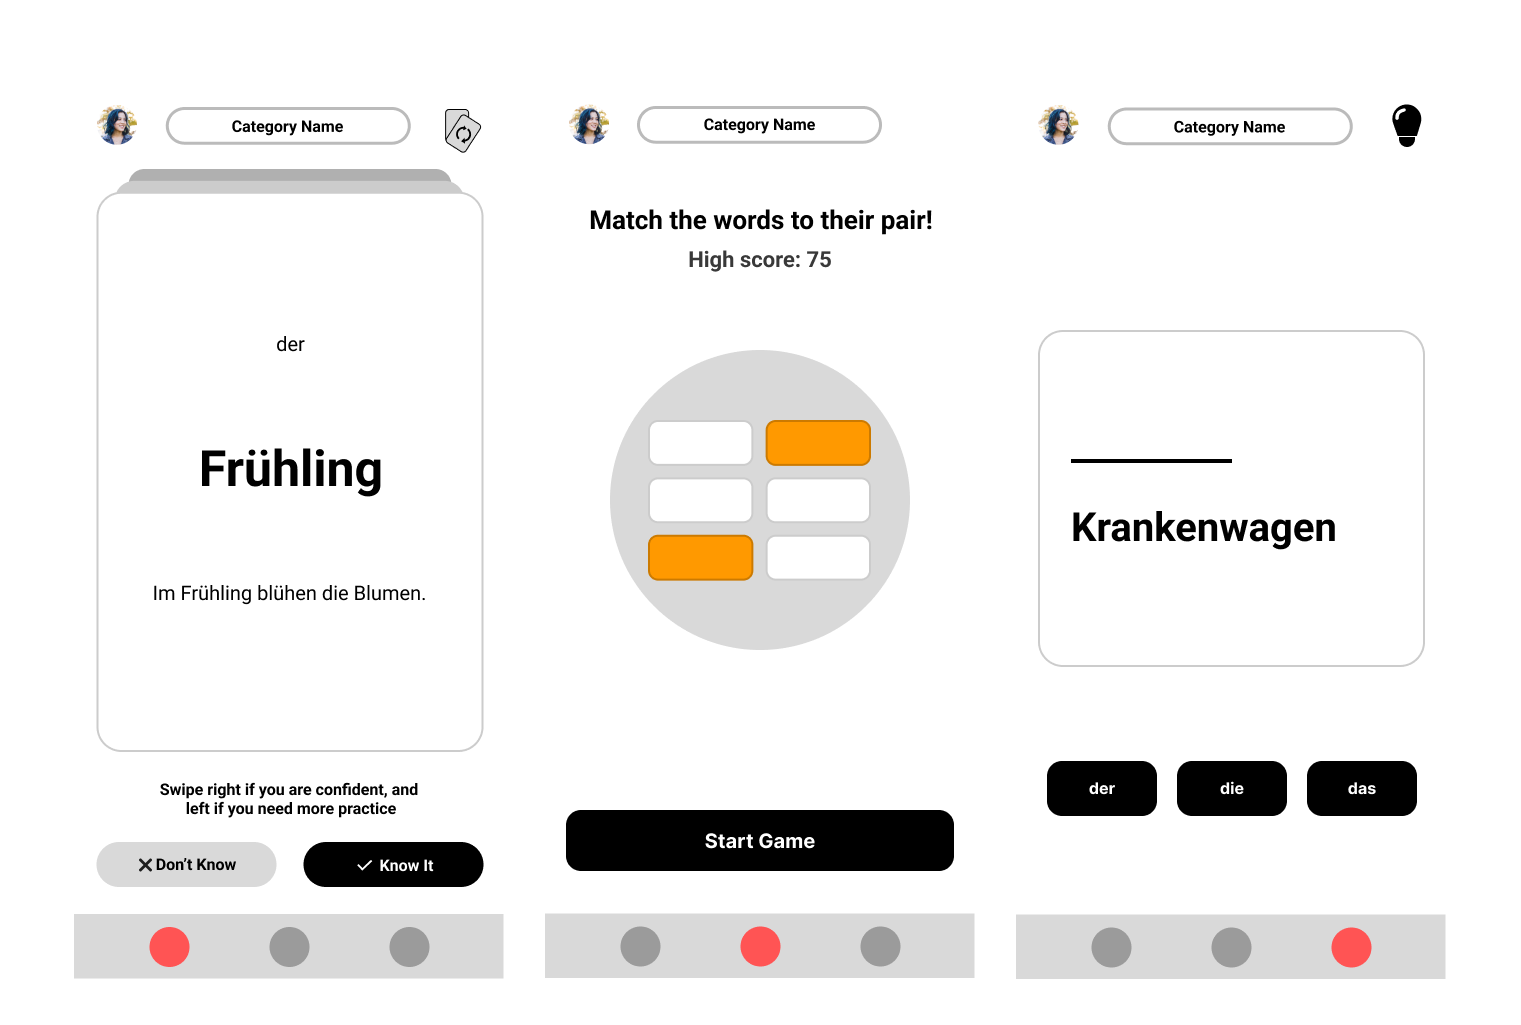 Category Name
der
Frühling
Im Frühling blühen die Blumen.
Swipe right if you are confident, and
left if you need more practice
Don’t Know
Know It
Category Name
Match the words to their pair!
High score: 75
Start Game
Category Name
Krankenwagen
der
die
das